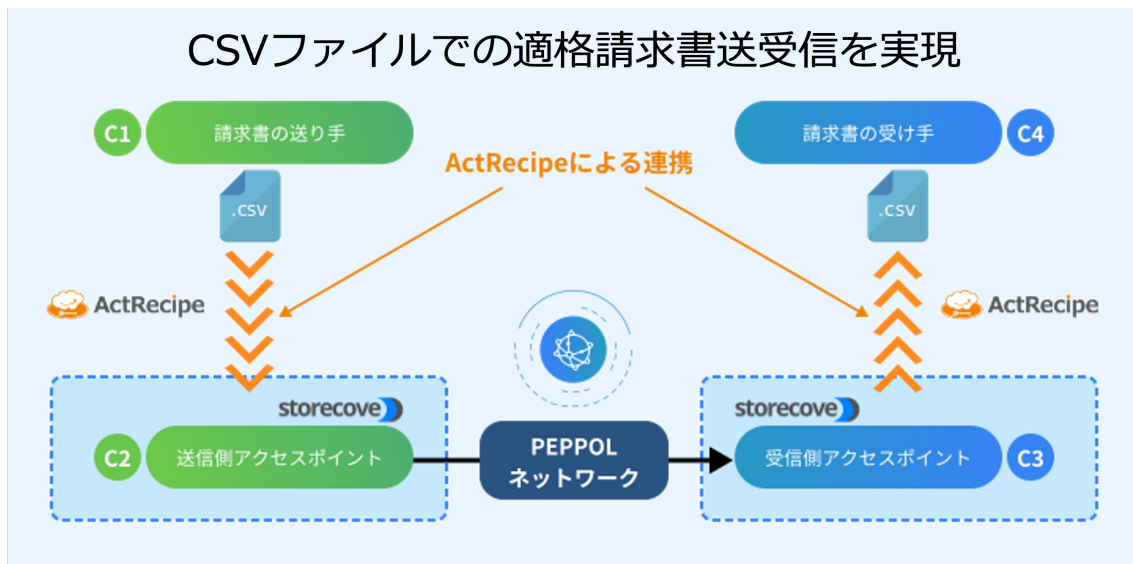 CSVファイルでの適格請求書送受信を実現
C1
請求書の送り手
請求書の受け手
C4
ActRecipeによる連携
.csv
.csv
ActRecipe
ActRecipe
storecove
storecove
C2
送信側アクセスポイント
PEPPOL
ネットワーク
受信側アクセスポイント
C3